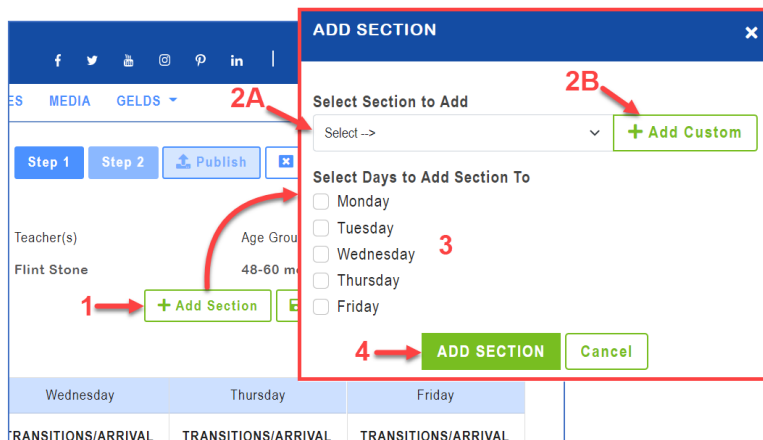 ADD SECTION
ES MEDIA GELDS
2A
2B
Select Section to Add
Select -->
+ Add Custom
Step 1 Step 2 Publish
Select Days to Add Section To
Monday
Tuesday
Wednesday
Thursday
Friday
3
Teacher(s) Age Grou
Flint Stone 48-60 mo
1
+ Add Section
4
ADD SECTION Cancel
Wednesday Thursday Friday
TRANSITIONS/ARRIVAL TRANSITIONS/ARRIVAL TRANSITIONS/ARRIVAL